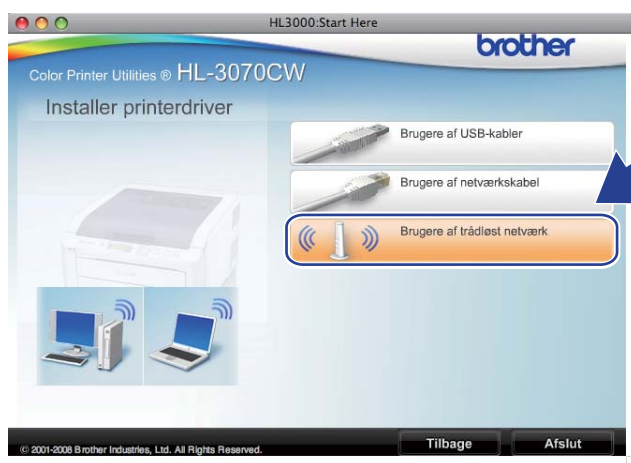 HL3000:Start Here
brother
Color Printer Utilities ® HL-3070CW
Installer printerdriver
Brugere af USB-kabler
Brugere af netværkskabel
Brugere af trådløst netværk
© 2001-2008 Brother Industries, Ltd. All Rights Reserved.
Tilbage
Afslut